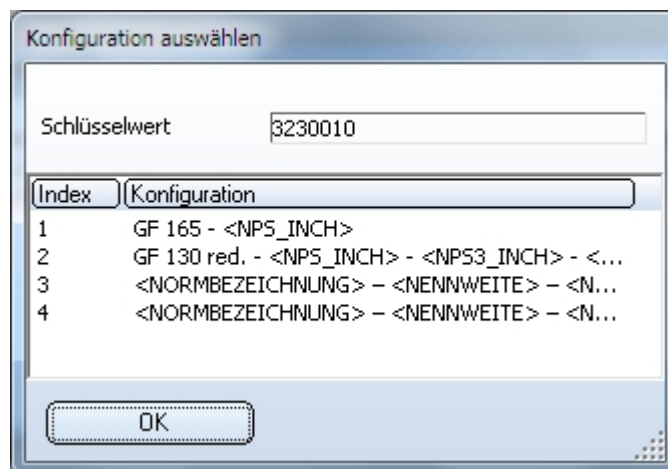 Konfiguration auswählen
Schlüsselwert 3230010
Index Konfiguration
1 GF 165 - <NPS_INCH>
2 GF 130 red. - <NPS_INCH> - <NPS3_INCH> - <...
3 <NORMBEZEICHNUNG> – <NENNWEITE> – <N...
4 <NORMBEZEICHNUNG> – <NENNWEITE> – <N...
OK